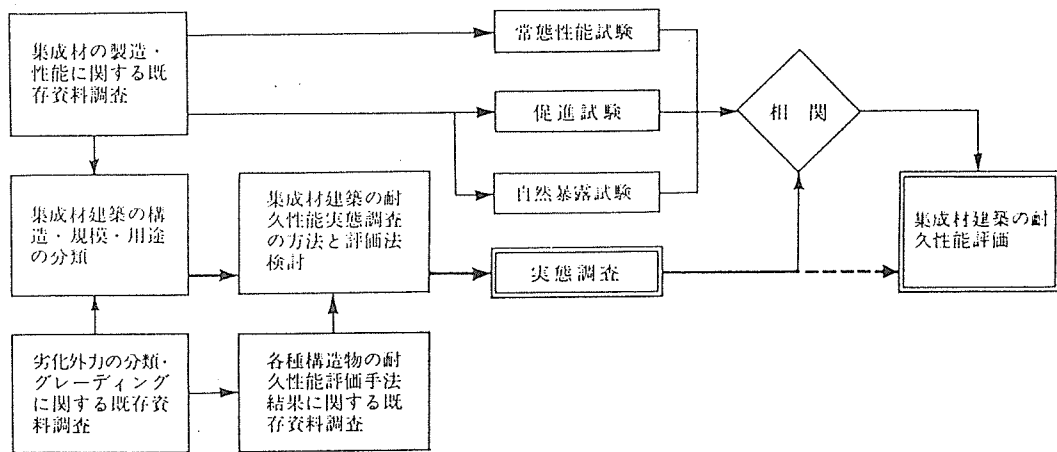 集成材の製造・
性能に関する既
存資料調査
常態性能試験
促進試験
自然暴露試験
相関
集成材建築の構
造・規模・用途
の分類
集成材建築の耐
久性能実態調査
の方法と評価法
検討
実態調査
集成材建築の耐
久性能評価
劣化外力の分類・
グレーディング
に関する既存資
料調査
各種構造物の耐
久性能評価手法
結果に関する既
存資料調査